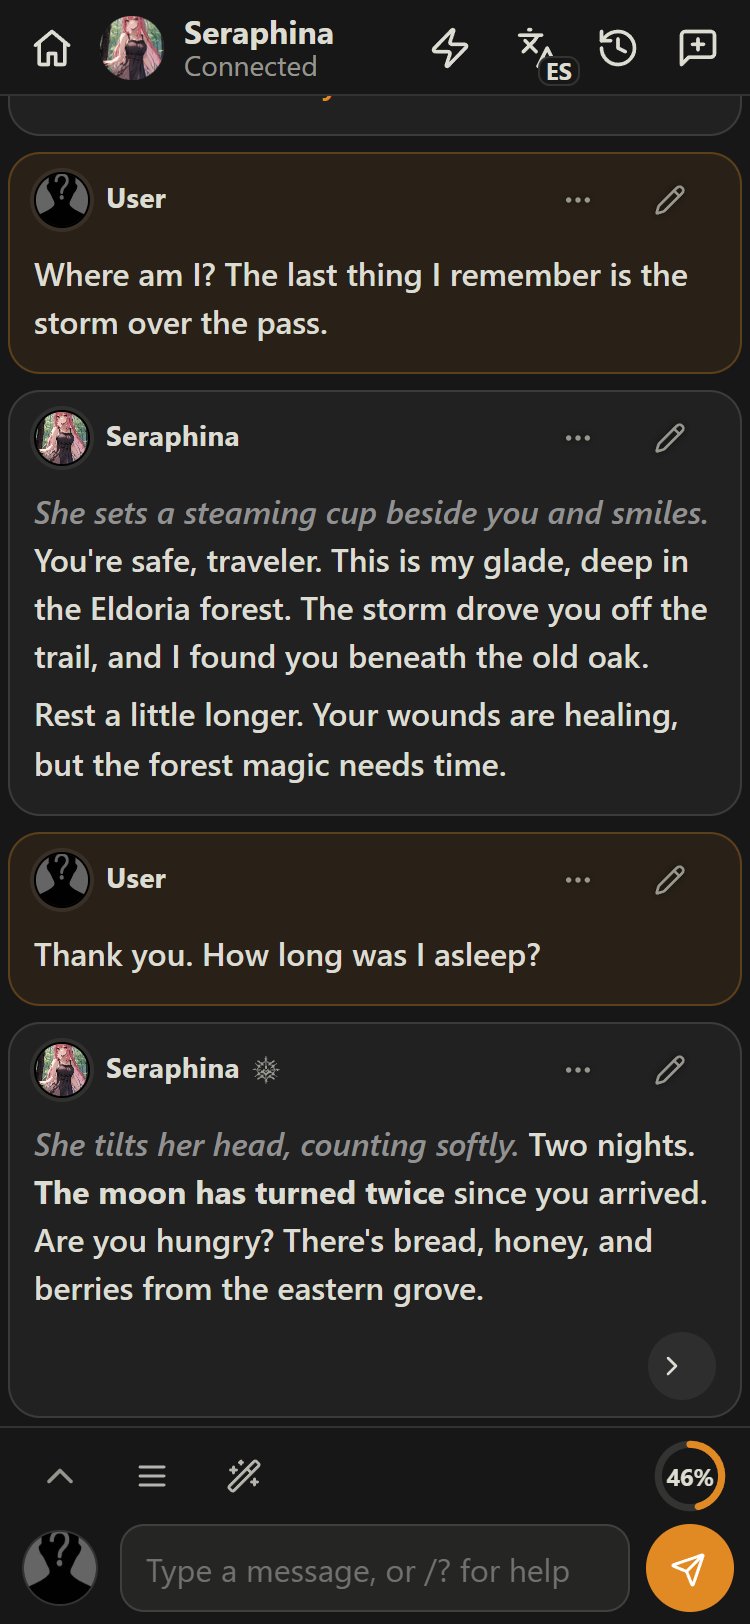 Seraphina
Connected
ES
User
Where am I? The last thing I remember is the
storm over the pass.
Seraphina
She sets a steaming cup beside you and smiles.
You're safe, traveler. This is my glade, deep in
the Eldoria forest. The storm drove you off the
trail, and I found you beneath the old oak.
Rest a little longer. Your wounds are healing,
but the forest magic needs time.
User
Thank you. How long was I asleep?
Seraphina
She tilts her head, counting softly. Two nights.
The moon has turned twice since you arrived.
Are you hungry? There's bread, honey, and
berries from the eastern grove.
46%
Type a message, or /? for help